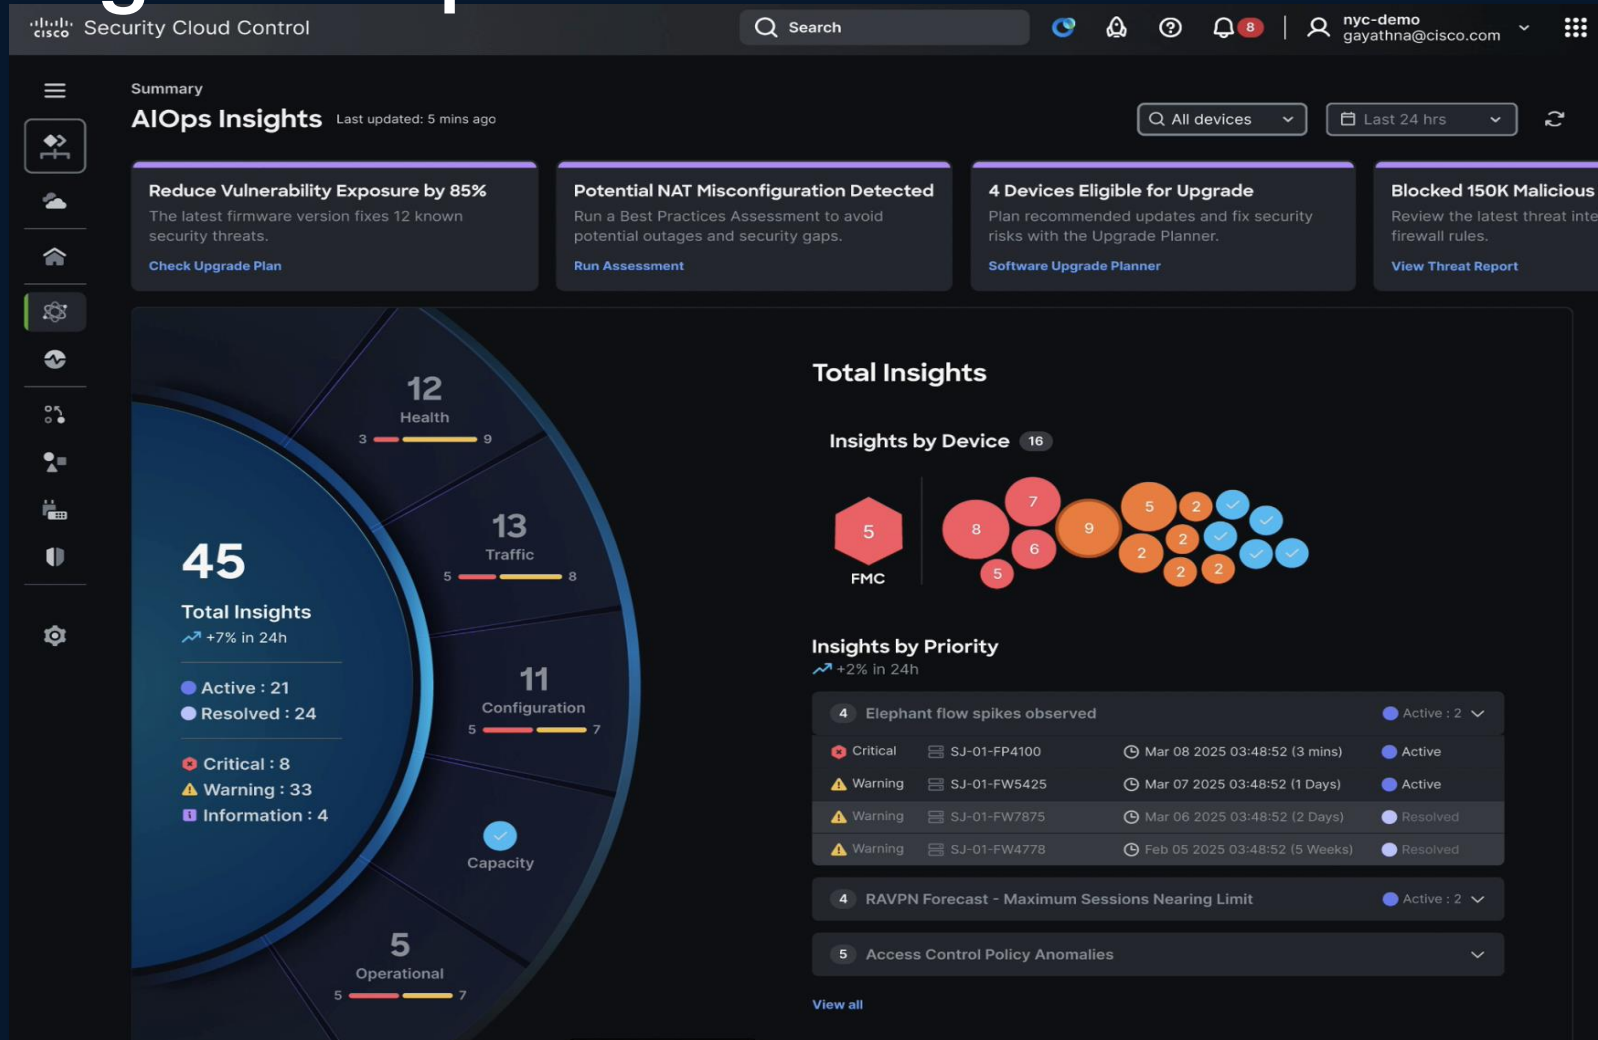 cisco Security Cloud Control
Search
8
nyc-demo
gayathna@cisco.com
Summary
AIOps Insights Last updated: 5 mins ago
All devices
Last 24 hrs
Reduce Vulnerability Exposure by 85%
The latest firmware version fixes 12 known
security threats.
Check Upgrade Plan
Potential NAT Misconfiguration Detected
Run a Best Practices Assessment to avoid
potential outages and security gaps.
Run Assessment
4 Devices Eligible for Upgrade
Plan recommended updates and fix security
risks with the Upgrade Planner.
Software Upgrade Planner
Blocked 150K Malicious
Review the latest threat inte
firewall rules.
View Threat Report
45
Total Insights
+7% in 24h
Active : 21
Resolved : 24
Critical : 8
Warning : 33
Information : 4
12
Health
3 9
13
Traffic
5 8
11
Configuration
5 7
Capacity
5
Operational
5 7
Total Insights
Insights by Device 16
5
FMC
8
7
6
5
9
5
2
2
2
2
2
Insights by Priority
+2% in 24h
4 Elephant flow spikes observed Active : 2
Critical SJ-01-FP4100 Mar 08 2025 03:48:52 (3 mins) Active
Warning SJ-01-FW5425 Mar 07 2025 03:48:52 (1 Days) Active
Warning SJ-01-FW7875 Mar 06 2025 03:48:52 (2 Days) Resolved
Warning SJ-01-FW4778 Feb 05 2025 03:48:52 (5 Weeks) Resolved
4 RAVPN Forecast - Maximum Sessions Nearing Limit Active : 2
5 Access Control Policy Anomalies
View all